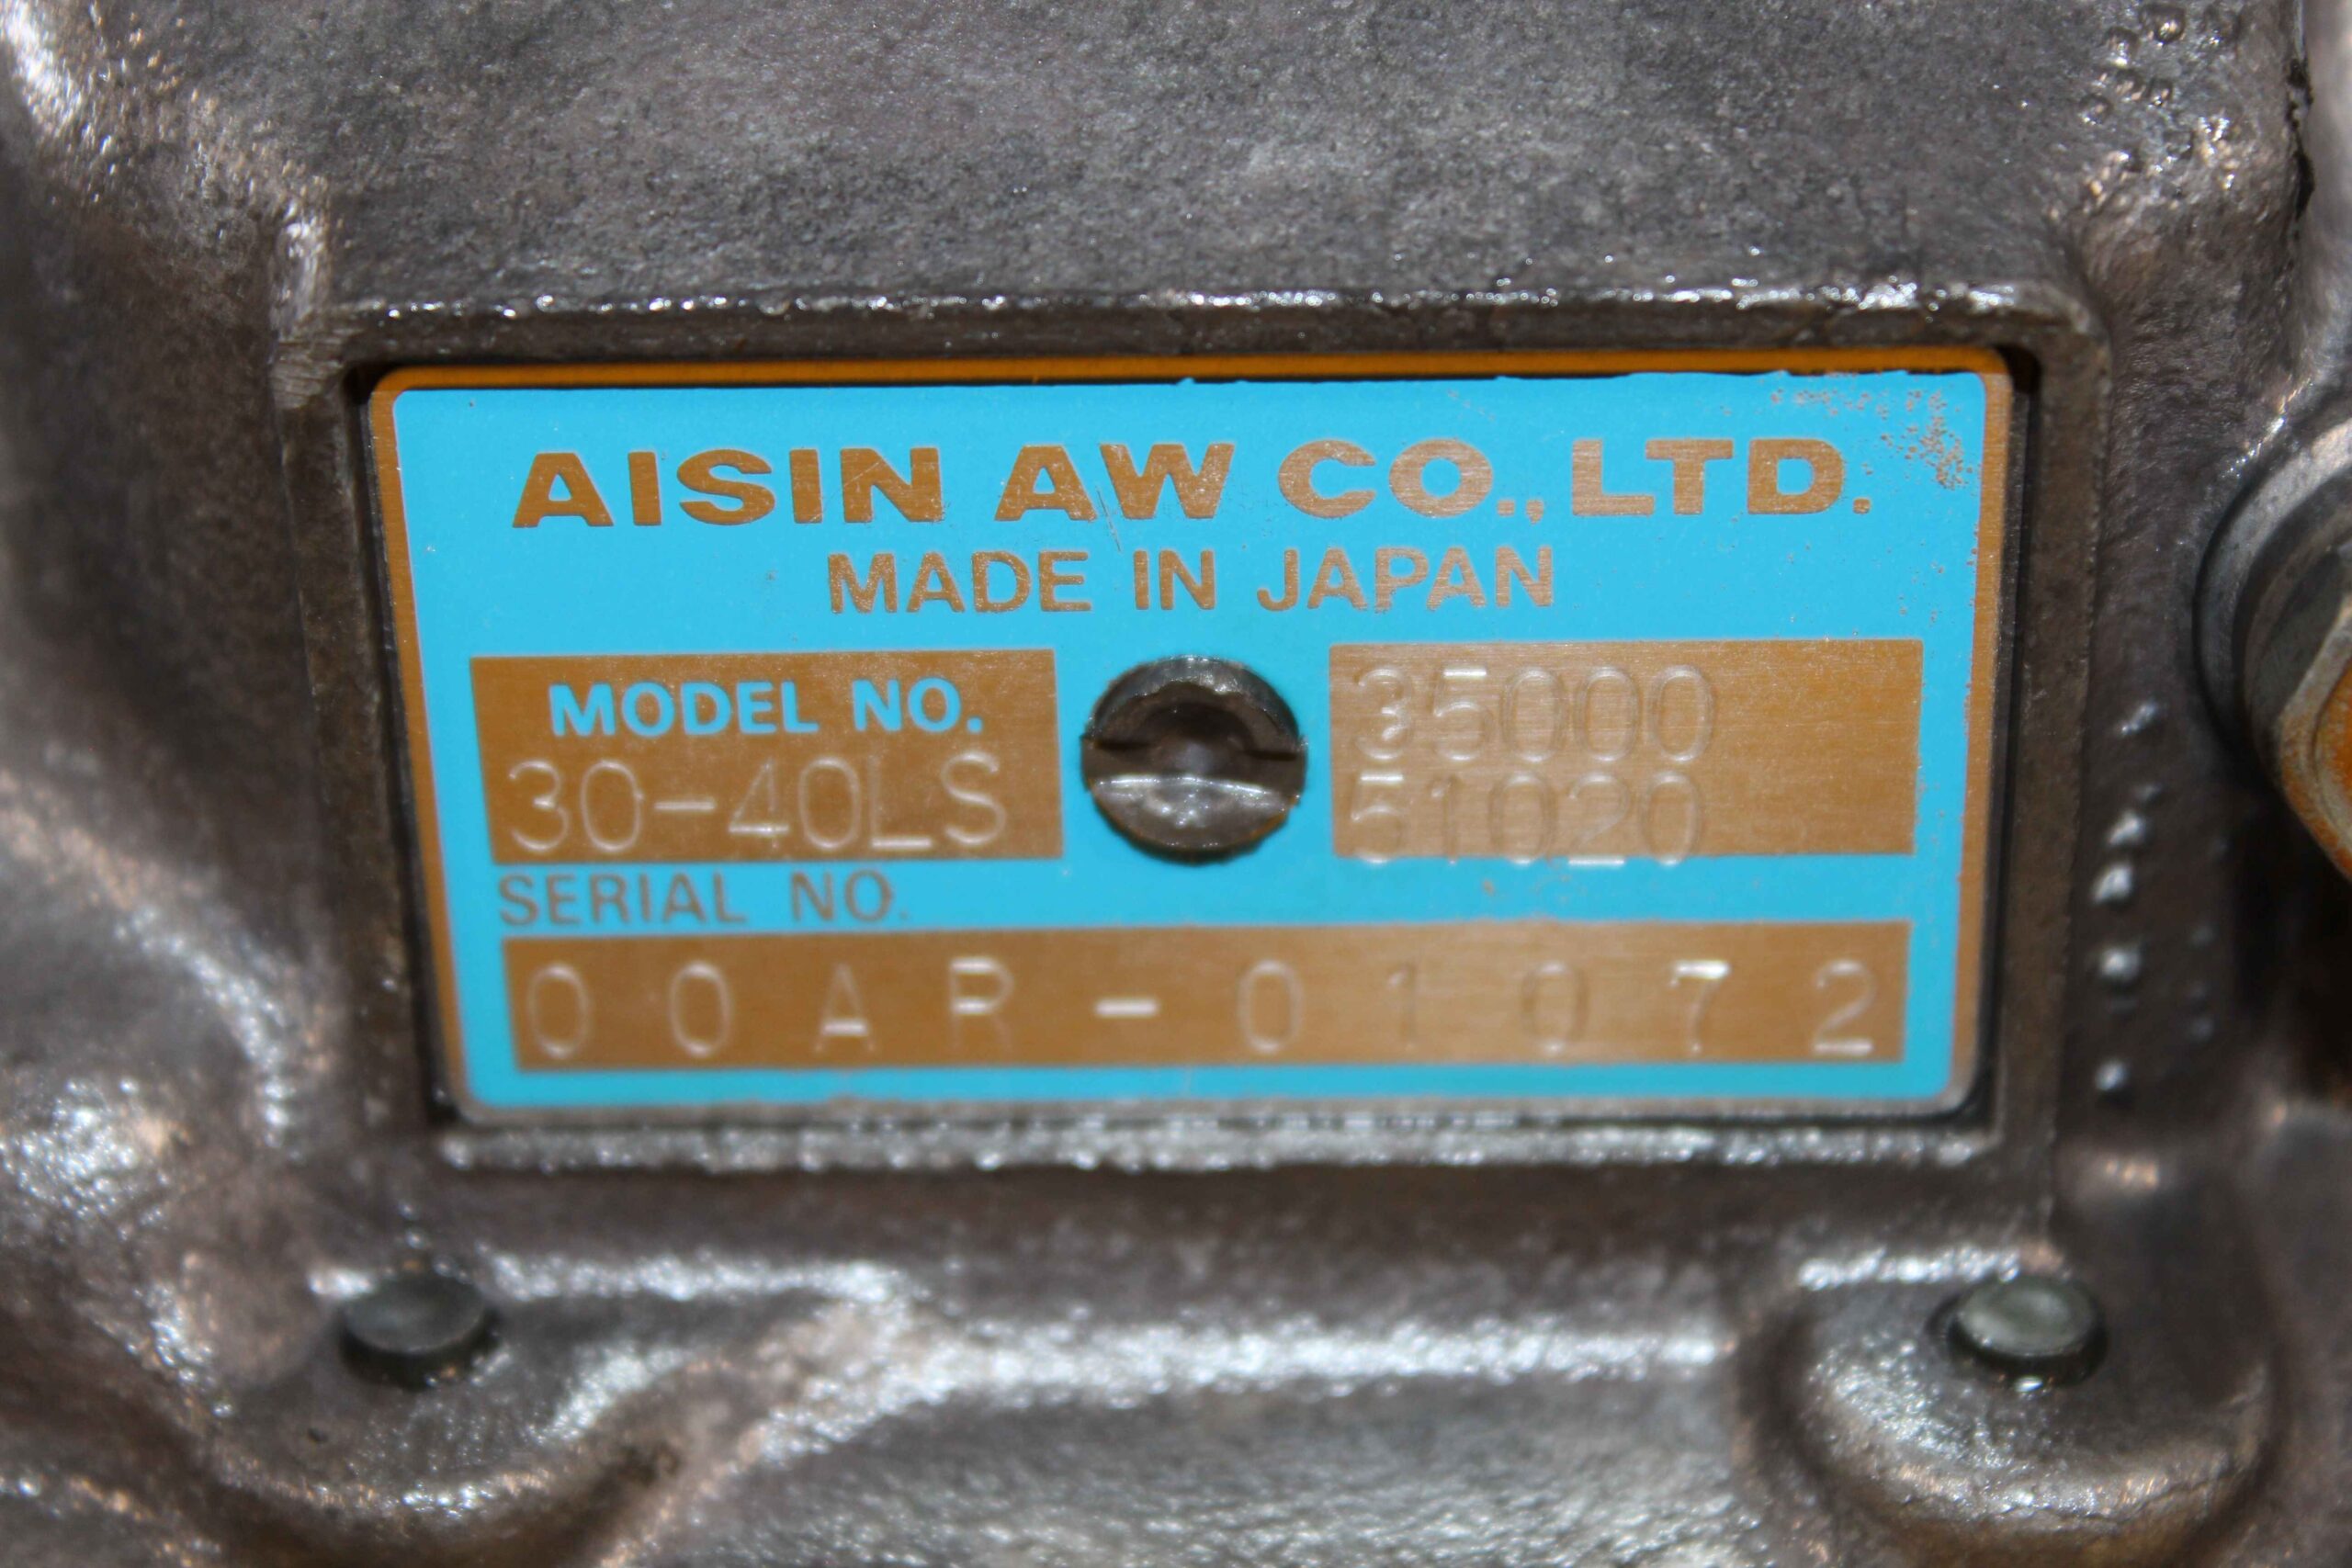 AISIN AW CO., LTD.
MADE IN JAPAN
MODEL NO.
30-40LS
35000
51020
SERIAL NO.
00AR-01072